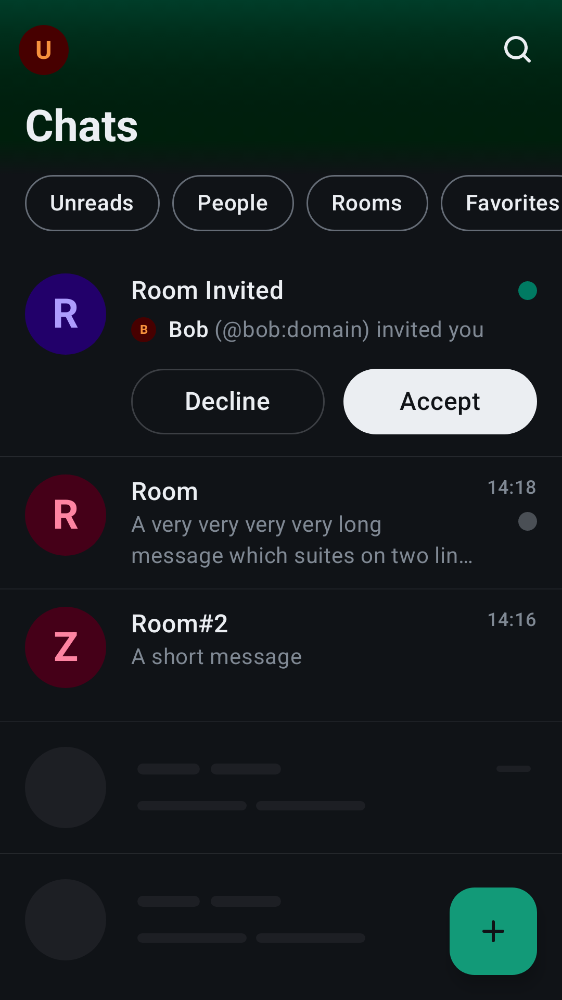 U
Chats
Unreads People Rooms Favorites
R
Room Invited
B Bob (@bob:domain) invited you
Decline Accept
R
Room 14:18
A very very very very long
message which suites on two lin…
Z
Room#2 14:16
A short message